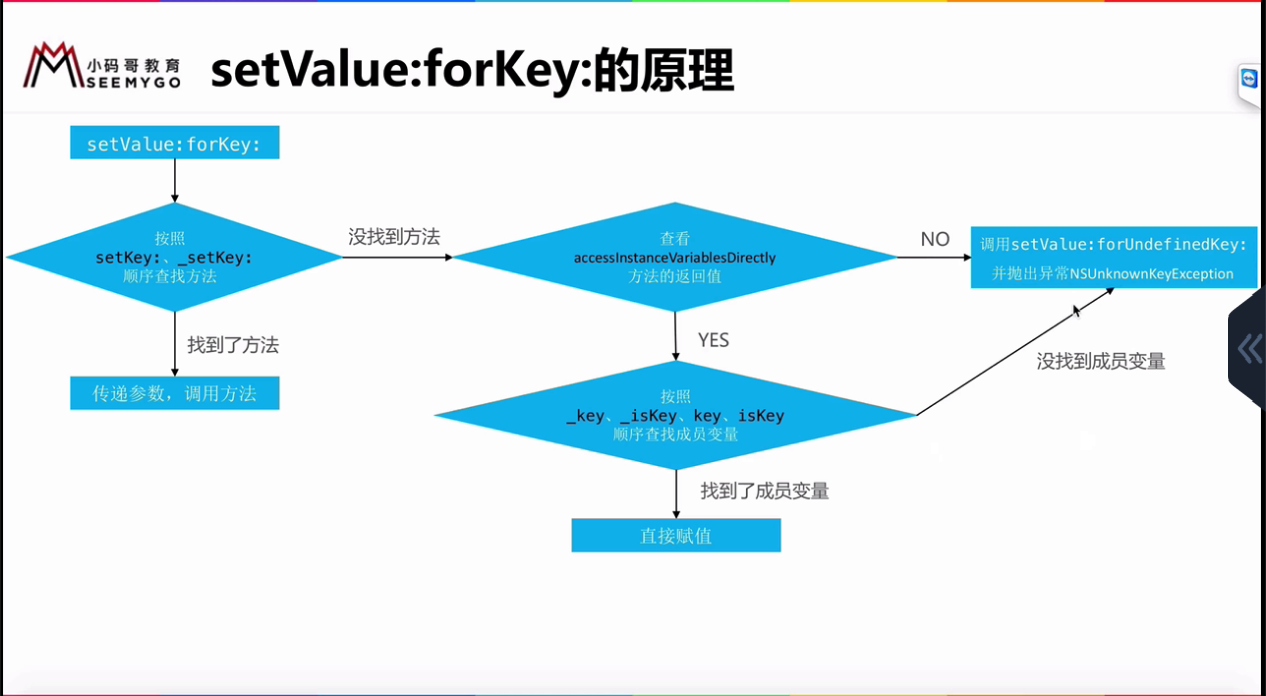 小码哥教育
SEEMYGO
setValue:forKey:的原理
setValue:forKey:
按照
setKey:、_setKey:
顺序查找方法
没找到方法
找到了方法
传递参数，调用方法
查看
accessInstanceVariablesDirectly
方法的返回值
NO
调用setValue:forUndefinedKey:
并抛出异常NSUnknownKeyException
YES
按照
_key、_isKey、key、isKey
顺序查找成员变量
没找到成员变量
找到了成员变量
直接赋值